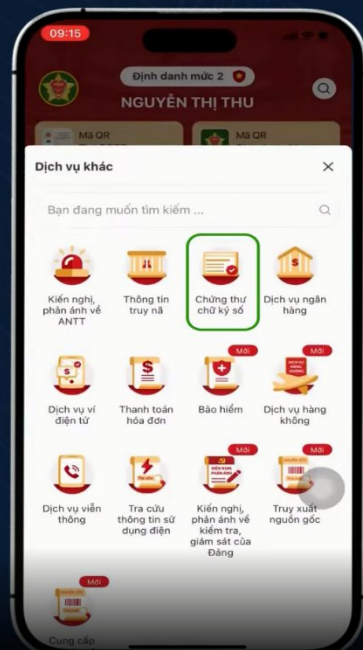 09:15
Định danh mức 2
NGUYỄN THỊ THU
Mã QR
Mã QR
Dịch vụ khác
Bạn đang muốn tìm kiếm ...
Kiến nghị,
phản ánh về
ANTT
Thông tin
truy nã
Chứng thư
chữ ký số
Dịch vụ ngân
hàng
Mới
Mới
Dịch vụ ví
điện tử
Thanh toán
hóa đơn
Bảo hiểm
Dịch vụ hàng
không
Mới
Mới
Dịch vụ viễn
thông
Tra cứu
thông tin sử
dụng điện
Kiến nghị,
phản ánh về
kiểm tra,
giám sát của
Đảng
Truy xuất
nguồn gốc
Mới
Cung cấp